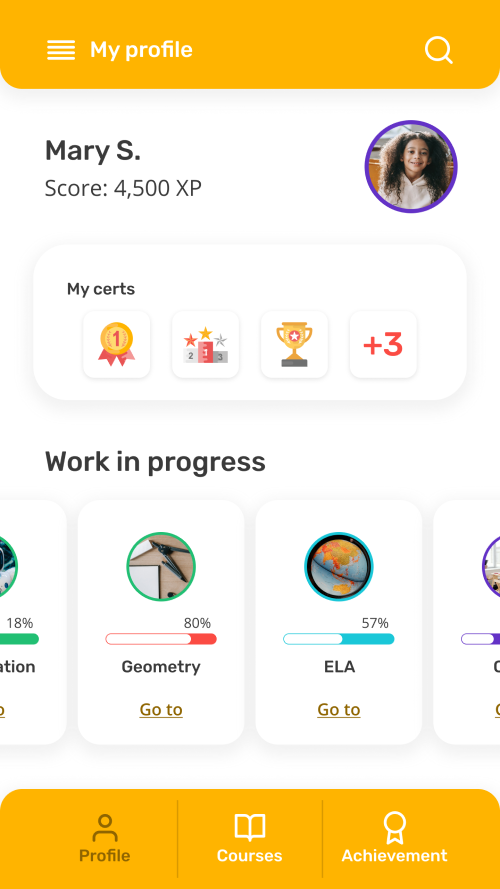 My profile
Mary S.
Score: 4,500 XP
My certs
1
2 1 3
+3
Work in progress
18%
80%
57%
ation
Geometry
ELA
Go to
Go to
Profile
Courses
Achievement